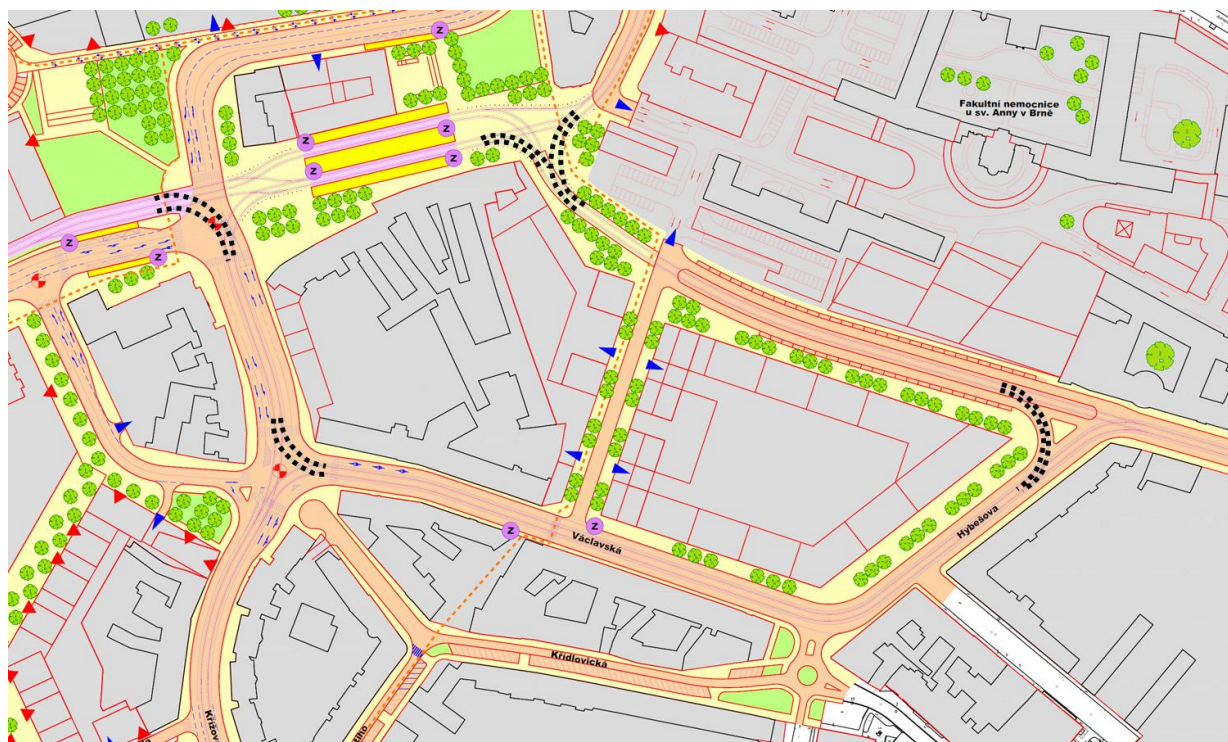 Z
Fakultní nemocnice
u sv. Anny v Brně
Z
Z
Z
Z
Z
Z
Hybešova
Z
Z
Václavská
Křídlovická